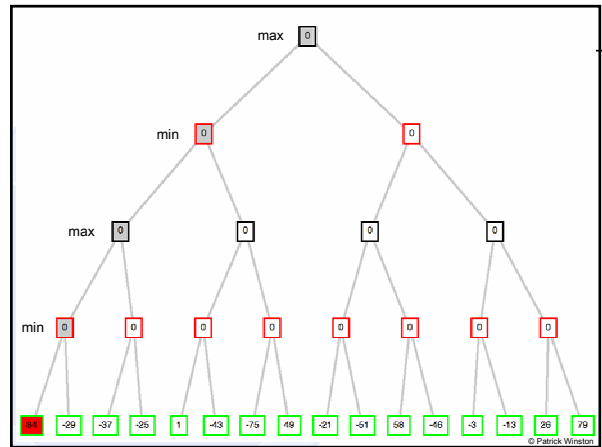 max 0
min 0 0
max 0 0 0 0
min 0 0 0 0 0 0 0 0
84 -29 -37 -25 1 -43 -75 49 -21 -51 58 -46 -3 -13 26 79
© Patrick Winston